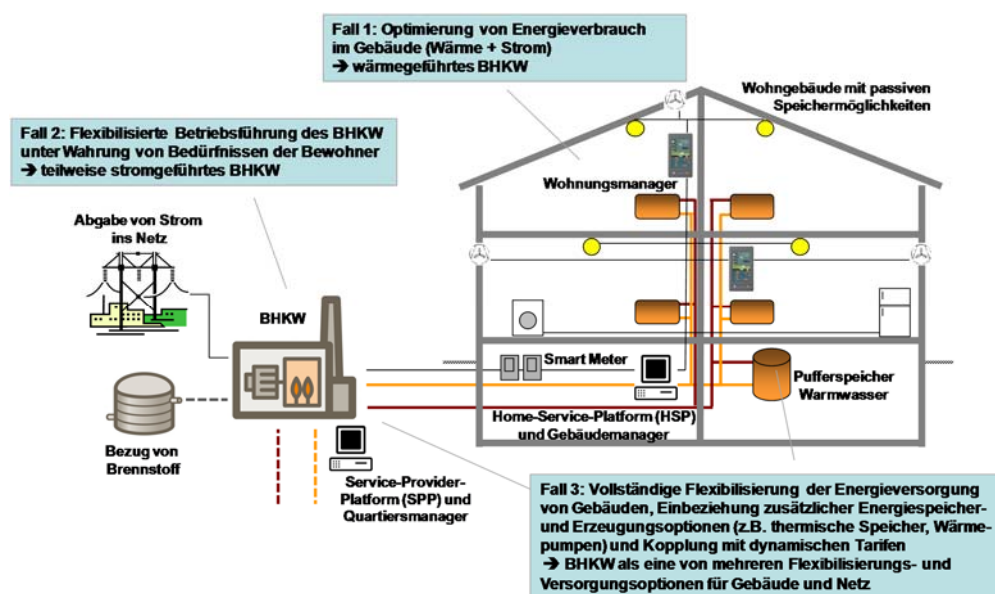 Fall 1: Optimierung von Energieverbrauch
im Gebäude (Wärme + Strom)
➔ wärmegeführtes BHKW
Wohngebäude mit passiven
Speichermöglichkeiten
Fall 2: Flexibilisierte Betriebsführung des BHKW
unter Wahrung von Bedürfnissen der Bewohner
➔ teilweise stromgeführtes BHKW
Wohnungsmanager
Abgabe von Strom
ins Netz
BHKW
Smart Meter
Pufferspeicher
Warmwasser
Home-Service-Platform (HSP)
und Gebäudemanager
Bezug von
Brennstoff
Service-Provider-
Platform (SPP) und
Quartiersmanager
Fall 3: Vollständige Flexibilisierung der Energieversorgung
von Gebäuden, Einbeziehung zusätzlicher Energiespeicher-
und Erzeugungsoptionen (z.B. thermische Speicher, Wärme-
pumpen) und Kopplung mit dynamischen Tarifen
➔ BHKW als eine von mehreren Flexibilisierungs- und
Versorgungsoptionen für Gebäude und Netz